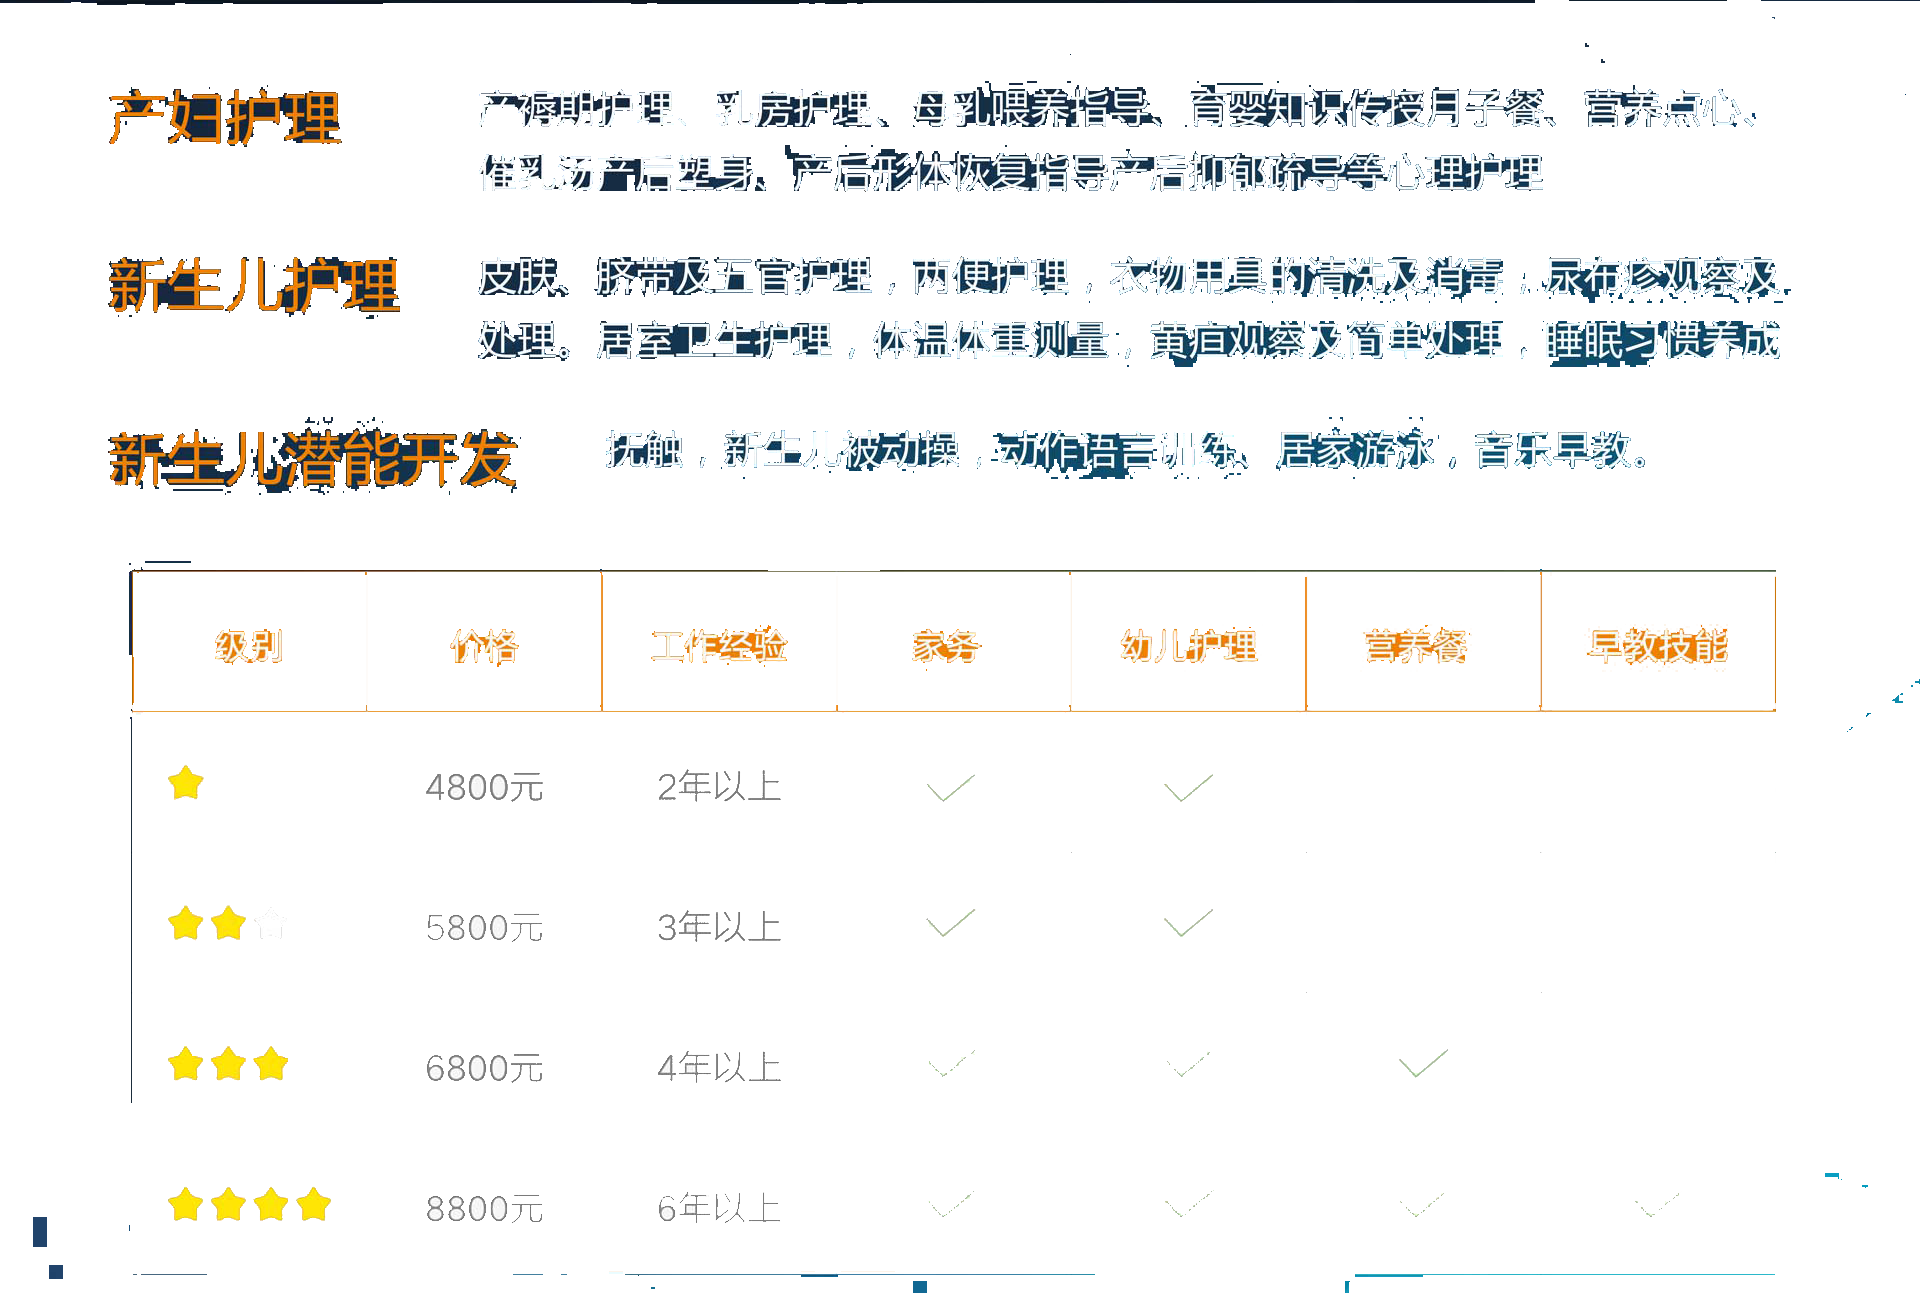 产妇护理
产褥期护理、乳房护理、母乳喂养指导、育婴知识传授月子餐、营养点心、
催乳汤产后塑身、产后形体恢复指导产后抑郁疏导等心理护理
新生儿护理
皮肤、脐带及五官护理，两便护理，衣物用具的清洗及消毒，尿布疹观察及
处理。居室卫生护理，体温体重测量，黄疸观察及简单处理，睡眠习惯养成
新生儿潜能开发
抚触，新生儿被动操，动作语言训练、居家游泳，音乐早教。
级别 价格 工作经验 家务 幼儿护理 营养餐 早教技能
4800元 2年以上
5800元 3年以上
6800元 4年以上
8800元 6年以上